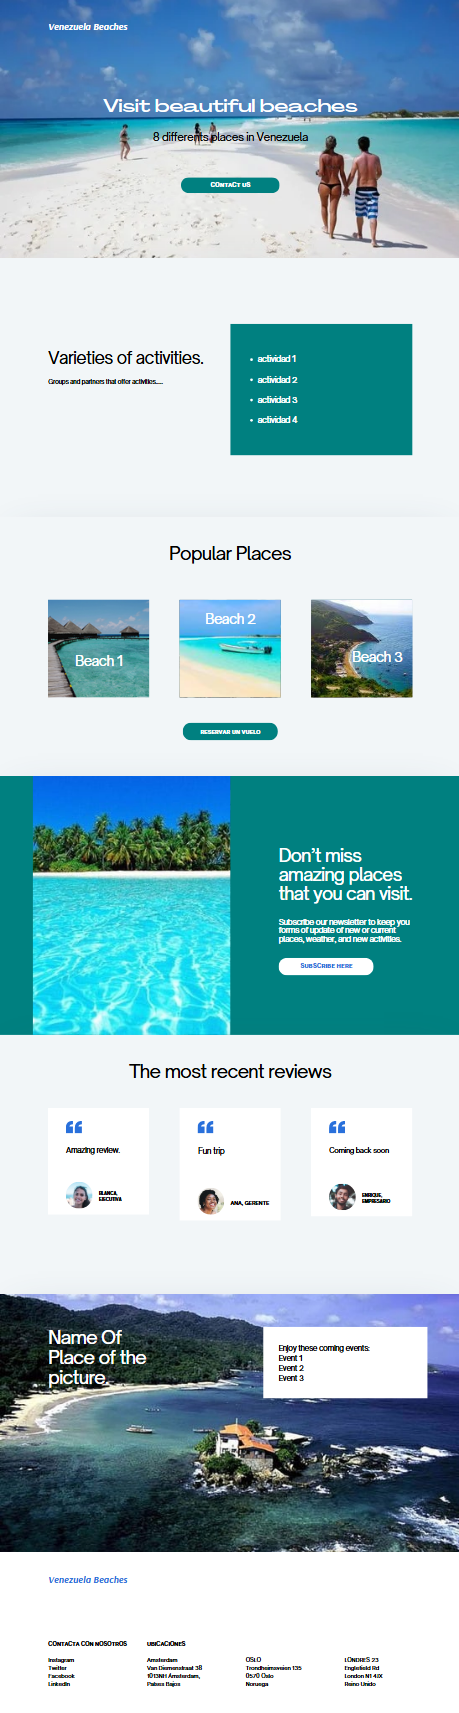 Venezuela Beaches
Visit beautiful beaches
8 differents places in Venezuela
CONTACT US
Varieties of activities.
Groups and partners that offer activities.....
• actividad 1
• actividad 2
• actividad 3
• actividad 4
Popular Places
Beach 1
Beach 2
Beach 3
RESERVAR UN VUELO
Don't miss
amazing places
that you can visit.
Subscribe our newsletter to keep you
forms of update of new or current
places, weather, and new activities.
SUBSCRIBE HERE
The most recent reviews
Amazing review.
BLANCA,
EJECUTIVA
Fun trip
ANA, GERENTE
Coming back soon
ENRIQUE,
EMPRESARIO
Name Of
Place of the
picture.
Enjoy these coming events:
Event 1
Event 2
Event 3
Venezuela Beaches
CONTACTA CON NOSOTROS
Instagram
Twitter
Facebook
LinkedIn
UBICACIONES
Amsterdam
Van Diemenstraat 38
1013NH Amsterdam,
Países Bajos
OSLO
Trondheimsveien 135
0570 Oslo
Noruega
LONDRES 23
Englefield Rd
London N1 4JX
Reino Unido